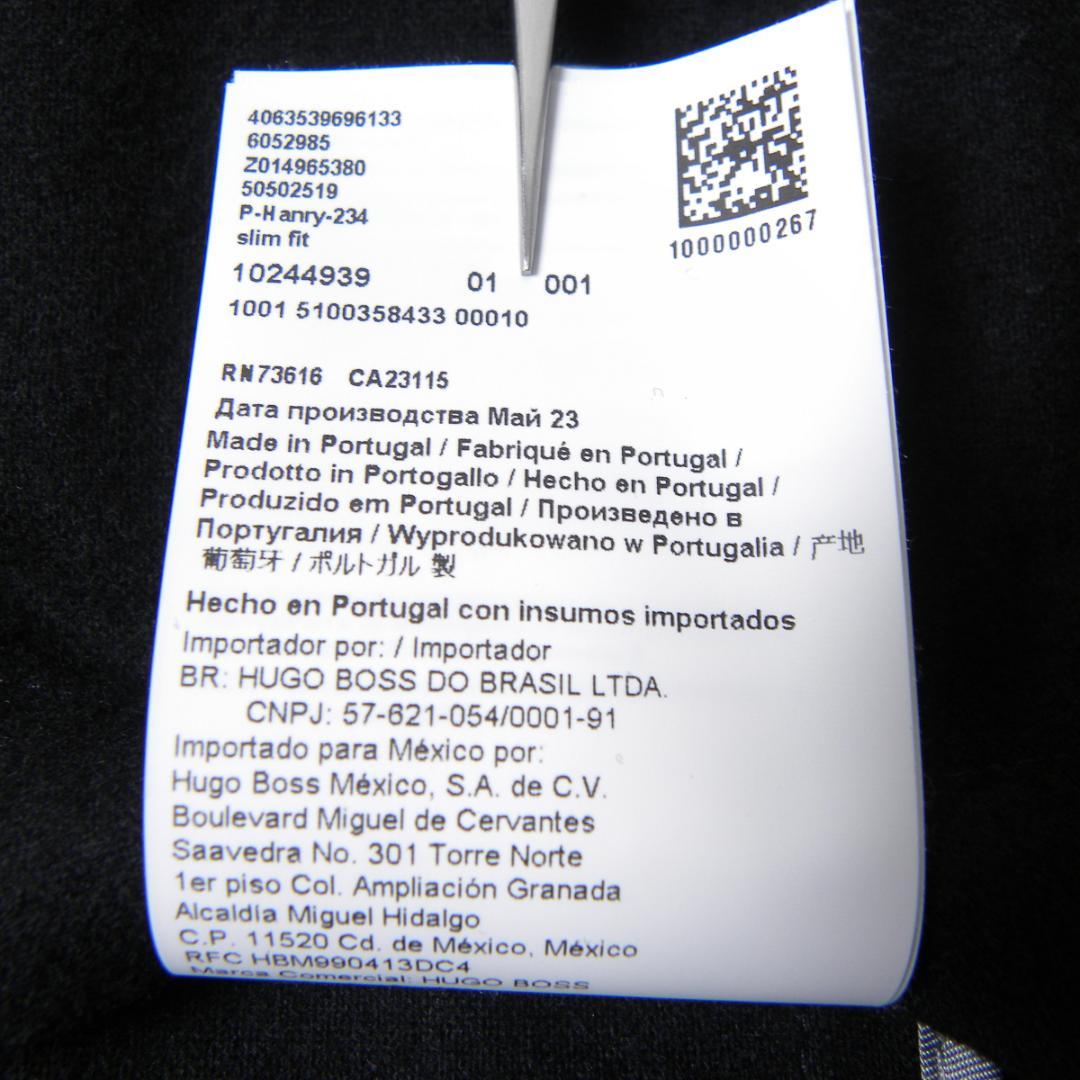 4063539696133
6052985
Z014965380
50502519
P-Hanry-234
slim fit
10244939 01 001
1001 5100358433 00010
1000000267
RN73616 CA23115
Дата производства Май 23
Made in Portugal / Fabriqué en Portugal /
Prodotto in Portogallo / Hecho en Portugal /
Produzido em Portugal / Произведено в
Португалия / Wyprodukowano w Portugalia / 产地
葡萄牙 / ポルトガル 製
Hecho en Portugal con insumos importados
Importador por: / Importador
BR: HUGO BOSS DO BRASIL LTDA.
CNPJ: 57-621-054/0001-91
Importado para México por:
Hugo Boss México, S.A. de C.V.
Boulevard Miguel de Cervantes
Saavedra No. 301 Torre Norte
1er piso Col. Ampliación Granada
Alcaldía Miguel Hidalgo
C.P. 11520 Cd. de México, México
RFC HBM990413DC4
Marca Comercial: HUGO BOSS